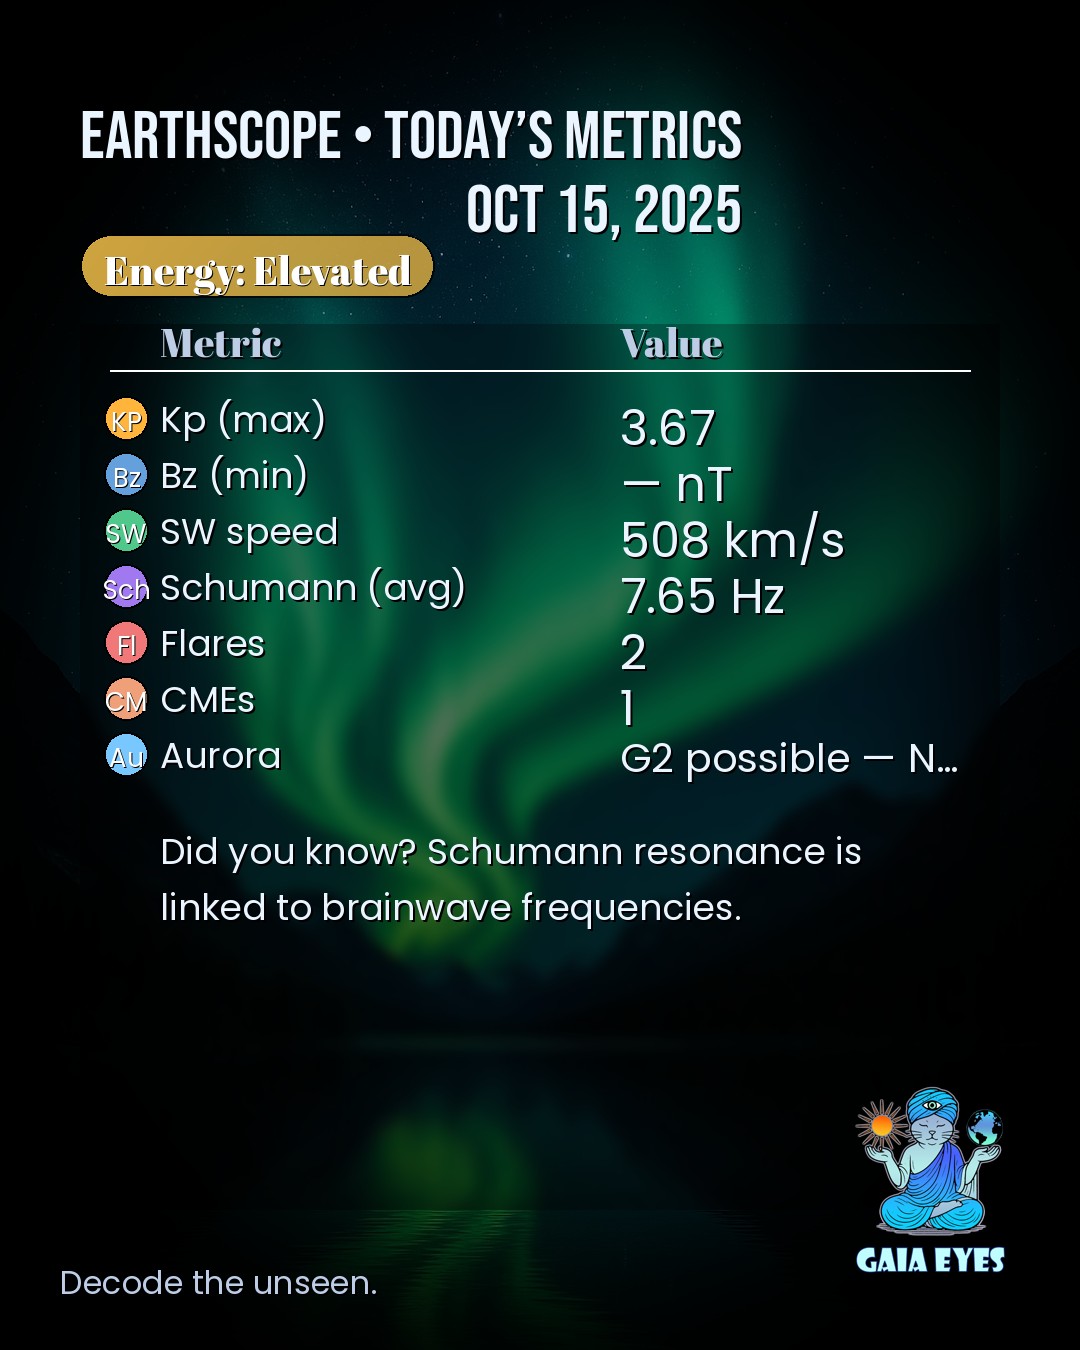 EARTHSCOPE • TODAY’S METRICS
OCT 15, 2025
Energy: Elevated
Metric Value
KP Kp (max) 3.67
Bz Bz (min) — nT
SW SW speed 508 km/s
Sch Schumann (avg) 7.65 Hz
Fl Flares 2
CM CMEs 1
Au Aurora G2 possible — N...
Did you know? Schumann resonance is
linked to brainwave frequencies.
GAIA EYES
Decode the unseen.